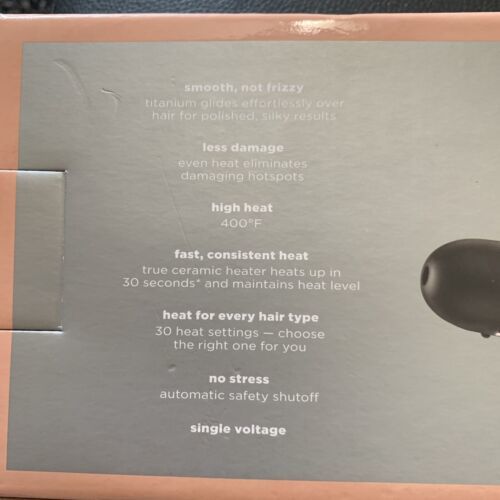 smooth, not frizzy
titanium glides effortlessly over
hair for polished, silky results
less damage
even heat eliminates
damaging hotspots
high heat
400°F
fast, consistent heat
true ceramic heater heats up in
30 seconds* and maintains heat level
heat for every hair type
30 heat settings — choose
the right one for you
no stress
automatic safety shutoff
single voltage